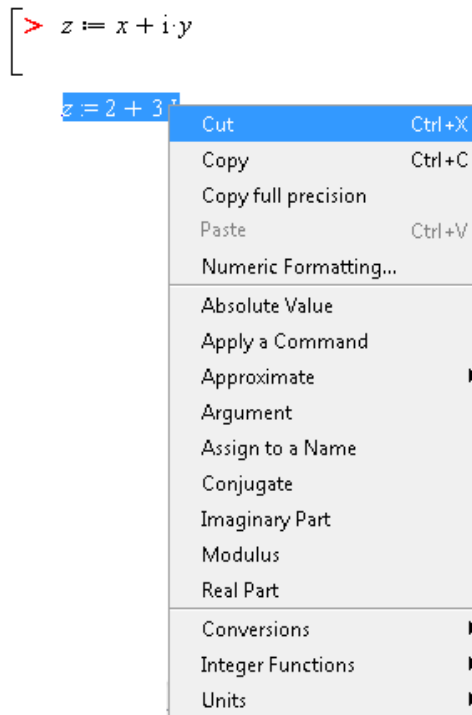 > z := x + i·y
z := 2 + 3 I
Cut Ctrl+X
Copy Ctrl+C
Copy full precision
Paste Ctrl+V
Numeric Formatting...
Absolute Value
Apply a Command
Approximate
Argument
Assign to a Name
Conjugate
Imaginary Part
Modulus
Real Part
Conversions
Integer Functions
Units